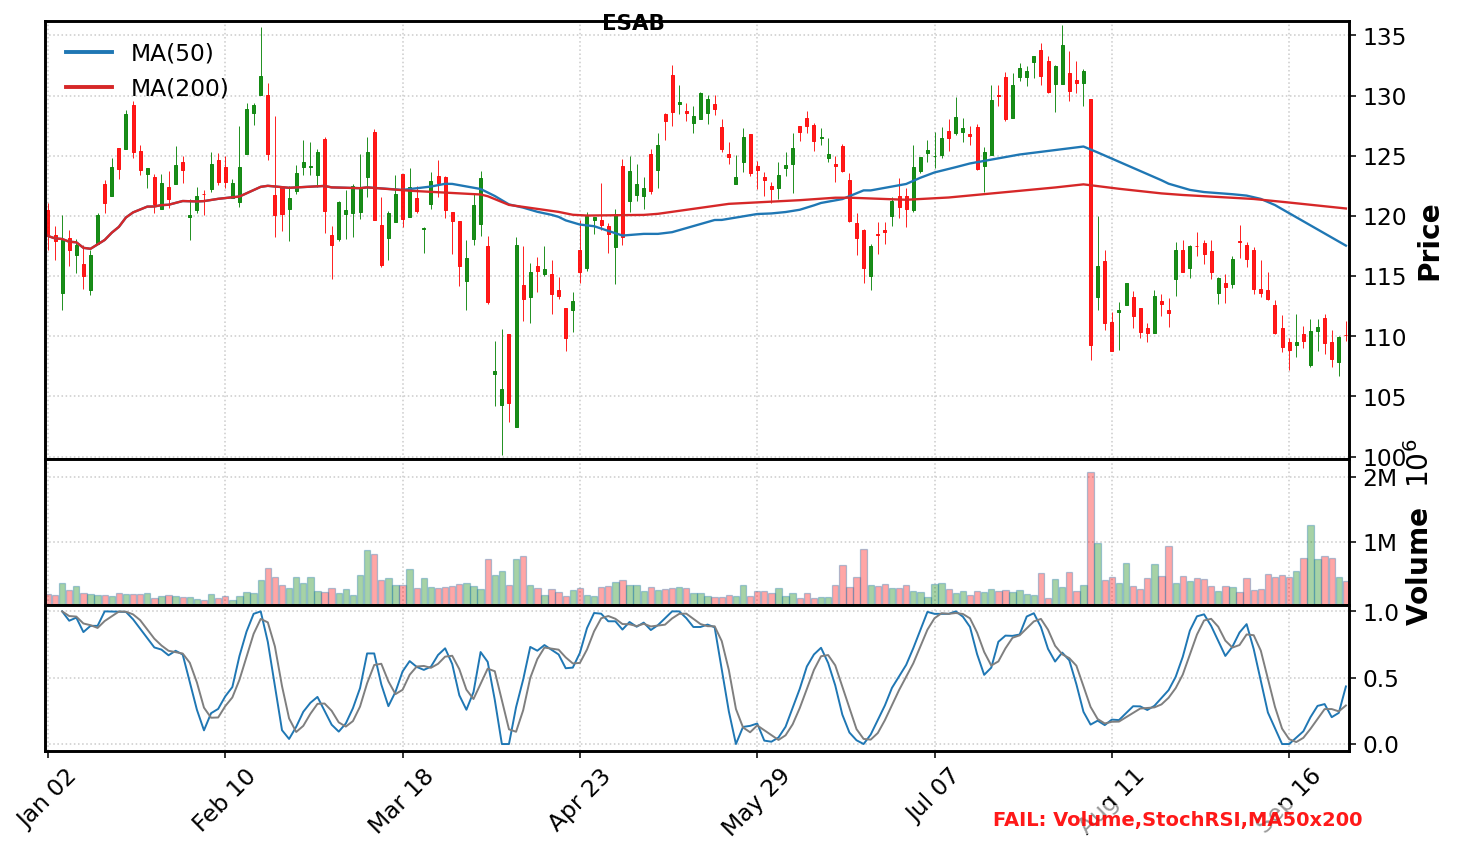 ESAB
MA(50)
MA(200)
135
130
125
120
115
110
105
100
Price
2M
1M
Volume 10^6
1.0
0.5
0.0
Jan 02
Feb 10
Mar 18
Apr 23
May 29
Jul 07
Aug 11
Sep 16
FAIL: Volume,StochRSI,MA50x200